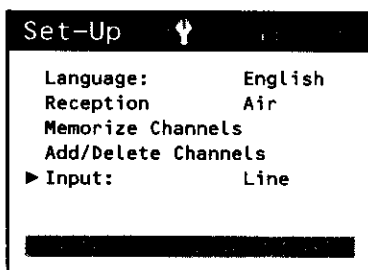 Set-Up
Language: English
Reception Air
Memorize Channels
Add/Delete Channels
►Input: Line